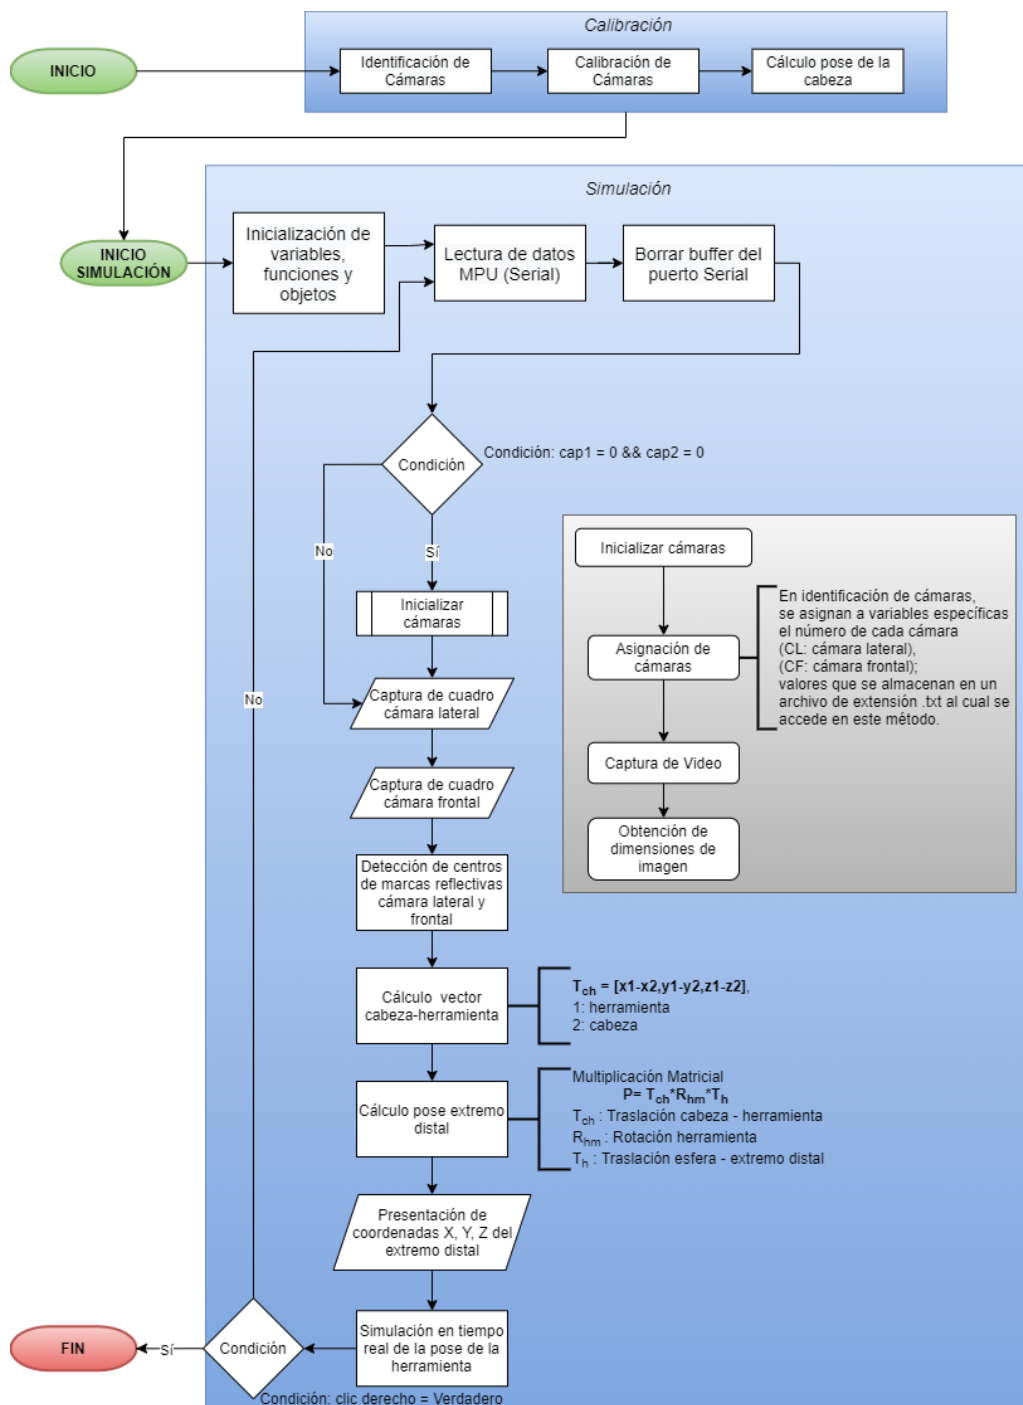 Calibración
INICIO
Identificación de
Cámaras
Calibración de
Cámaras
Cálculo pose de la
cabeza
Simulación
INICIO
SIMULACIÓN
Inicialización de
variables,
funciones y
objetos
Lectura de datos
MPU (Serial)
Borrar buffer del
puerto Serial
Condición
Condición: cap1 = 0 && cap2 = 0
No
Sí
Inicializar
cámaras
Captura de cuadro
cámara lateral
No
Captura de cuadro
cámara frontal
Detección de centros
de marcas reflectivas
cámara lateral y
frontal
Inicializar cámaras
Asignación de
cámaras
En identificación de cámaras,
se asignan a variables específicas
el número de cada cámara
(CL: cámara lateral),
(CF: cámara frontal);
valores que se almacenan en un
archivo de extensión .txt al cual se
accede en este método.
Captura de Video
Obtención de
dimensiones de
imagen
Cálculo vector
cabeza-herramienta
T_ch = [x1-x2,y1-y2,z1-z2],
1: herramienta
2: cabeza
Cálculo pose extremo
distal
Multiplicación Matricial
P= T_ch*R_hm*T_h
T_ch : Traslación cabeza - herramienta
R_hm : Rotación herramienta
T_h : Traslación esfera - extremo distal
Presentación de
coordenadas X, Y, Z del
extremo distal
Simulación en tiempo
real de la pose de la
herramienta
Condición
Sí
FIN
Condición: clic derecho = Verdadero